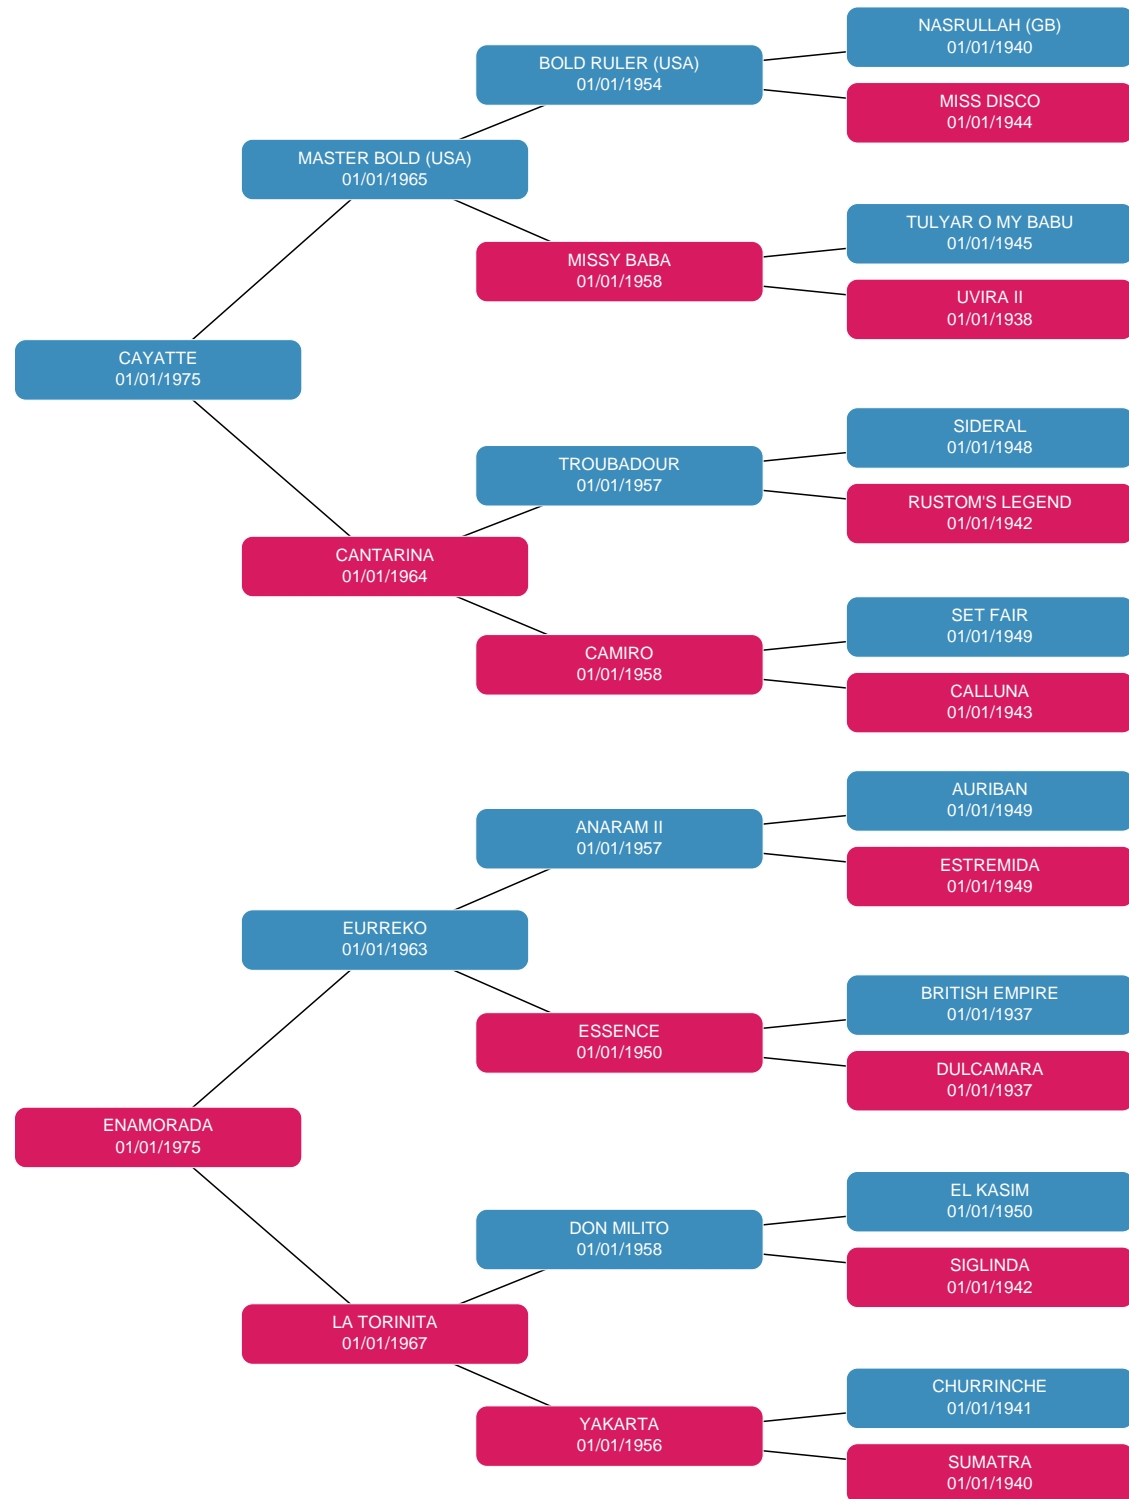 NASRULLAH (GB)
01/01/1940
BOLD RULER (USA)
01/01/1954
MISS DISCO
01/01/1944
MASTER BOLD (USA)
01/01/1965
TULYAR O MY BABU
01/01/1945
MISSY BABA
01/01/1958
UVIRA II
01/01/1938
CAYATTE
01/01/1975
SIDERAL
01/01/1948
TROUBADOUR
01/01/1957
RUSTOM'S LEGEND
01/01/1942
CANTARINA
01/01/1964
SET FAIR
01/01/1949
CAMIRO
01/01/1958
CALLUNA
01/01/1943
AURIBAN
01/01/1949
ANARAM II
01/01/1957
ESTREMIDA
01/01/1949
EURREKO
01/01/1963
BRITISH EMPIRE
01/01/1937
ESSENCE
01/01/1950
DULCAMARA
01/01/1937
ENAMORADA
01/01/1975
EL KASIM
01/01/1950
DON MILITO
01/01/1958
SIGLINDA
01/01/1942
LA TORINITA
01/01/1967
CHURRINCHE
01/01/1941
YAKARTA
01/01/1956
SUMATRA
01/01/1940